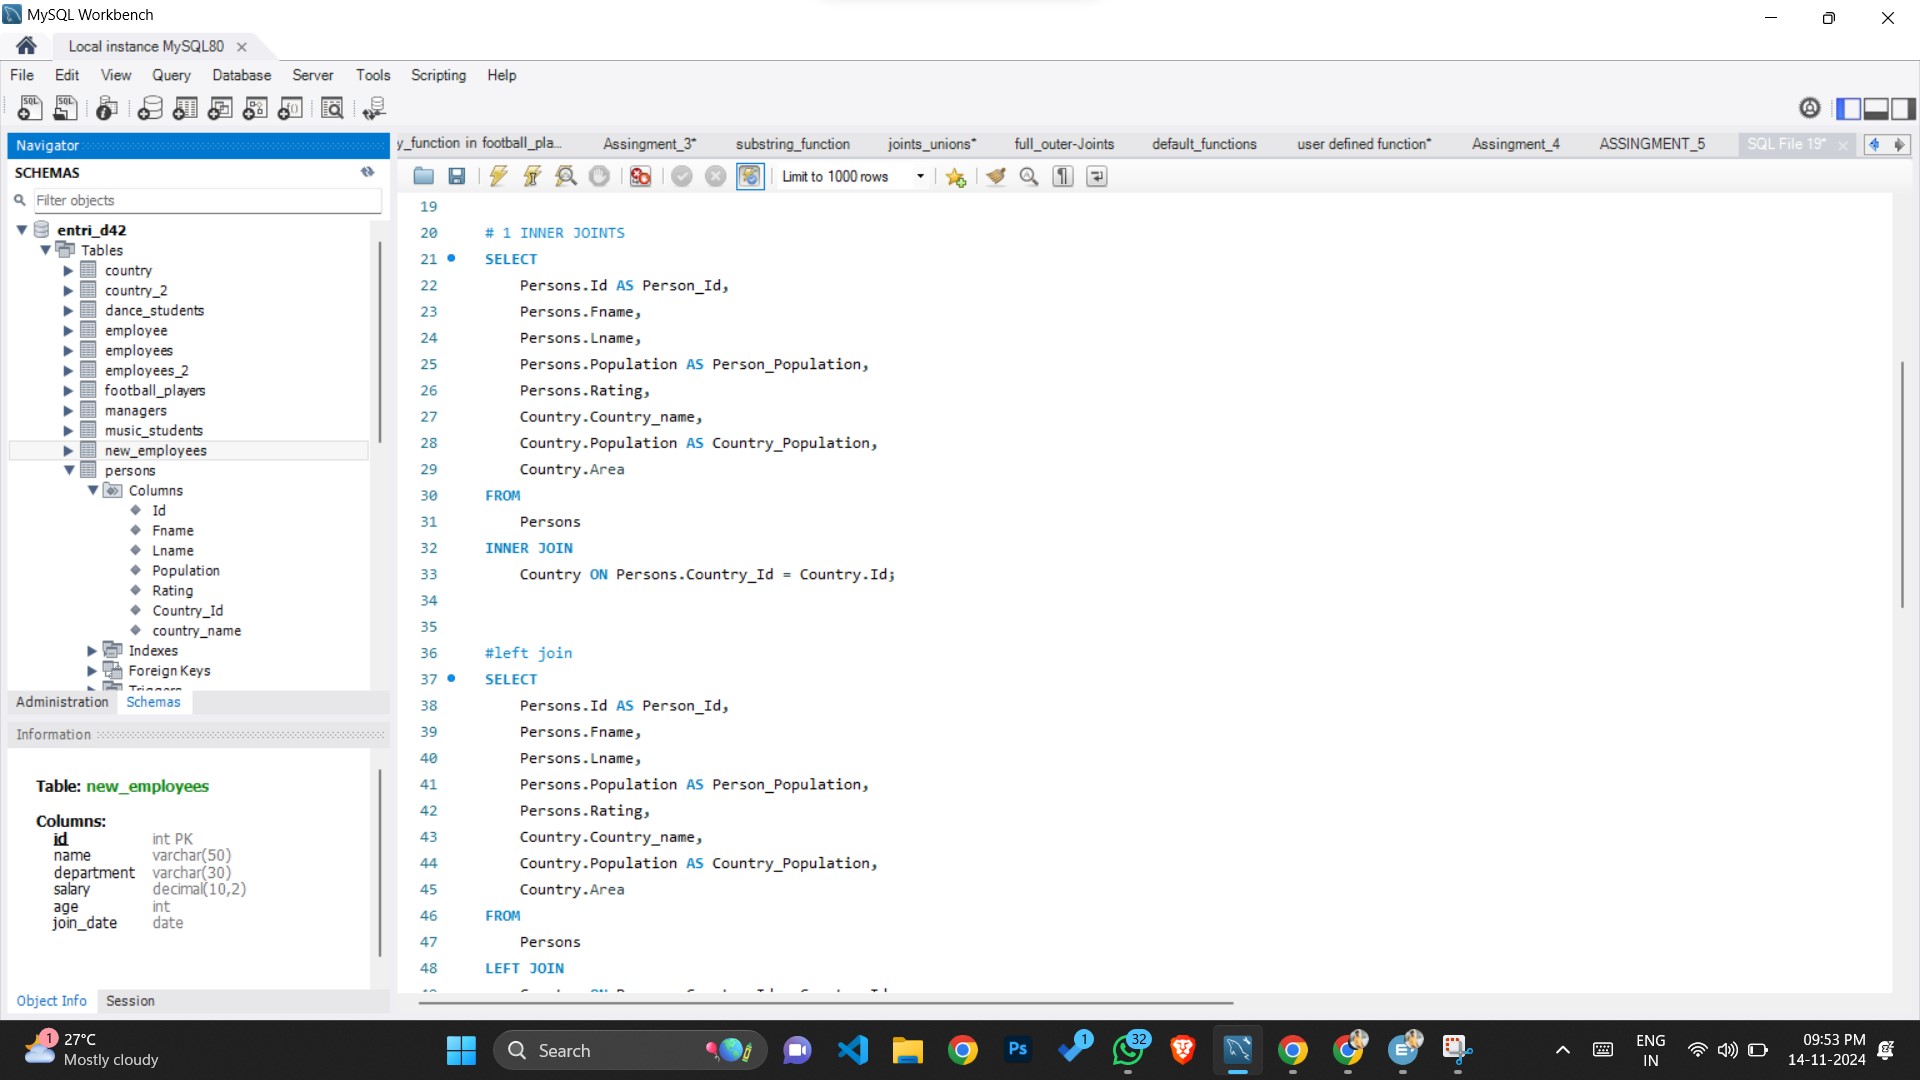 MySQL Workbench
Local instance MySQL80
File Edit View Query Database Server Tools Scripting Help
Navigator
SCHEMAS
Filter objects
entri_d42
Tables
country
country_2
dance_students
employee
employees
employees_2
football_players
managers
music_students
new_employees
persons
Columns
Id
Fname
Lname
Population
Rating
Country_Id
country_name
Indexes
Foreign Keys
Triggers
Administration Schemas
Information
Table: new_employees
Columns:
id int PK
name varchar(50)
department varchar(30)
salary decimal(10,2)
age int
join_date date
Object Info Session
y_function in football_pla... Assingment_3* substring_function joints_unions* full_outer-Joints default_functions user defined function* Assingment_4 ASSINGMENT_5 SQL File 19*
Limit to 1000 rows
19
20 # 1 INNER JOINTS
21 SELECT
22 Persons.Id AS Person_Id,
23 Persons.Fname,
24 Persons.Lname,
25 Persons.Population AS Person_Population,
26 Persons.Rating,
27 Country.Country_name,
28 Country.Population AS Country_Population,
29 Country.Area
30 FROM
31 Persons
32 INNER JOIN
33 Country ON Persons.Country_Id = Country.Id;
34
35
36 #left join
37 SELECT
38 Persons.Id AS Person_Id,
39 Persons.Fname,
40 Persons.Lname,
41 Persons.Population AS Person_Population,
42 Persons.Rating,
43 Country.Country_name,
44 Country.Population AS Country_Population,
45 Country.Area
46 FROM
47 Persons
48 LEFT JOIN
1 27°C
Mostly cloudy
Search
Ps
1
32
ENG
IN
09:53 PM
14-11-2024